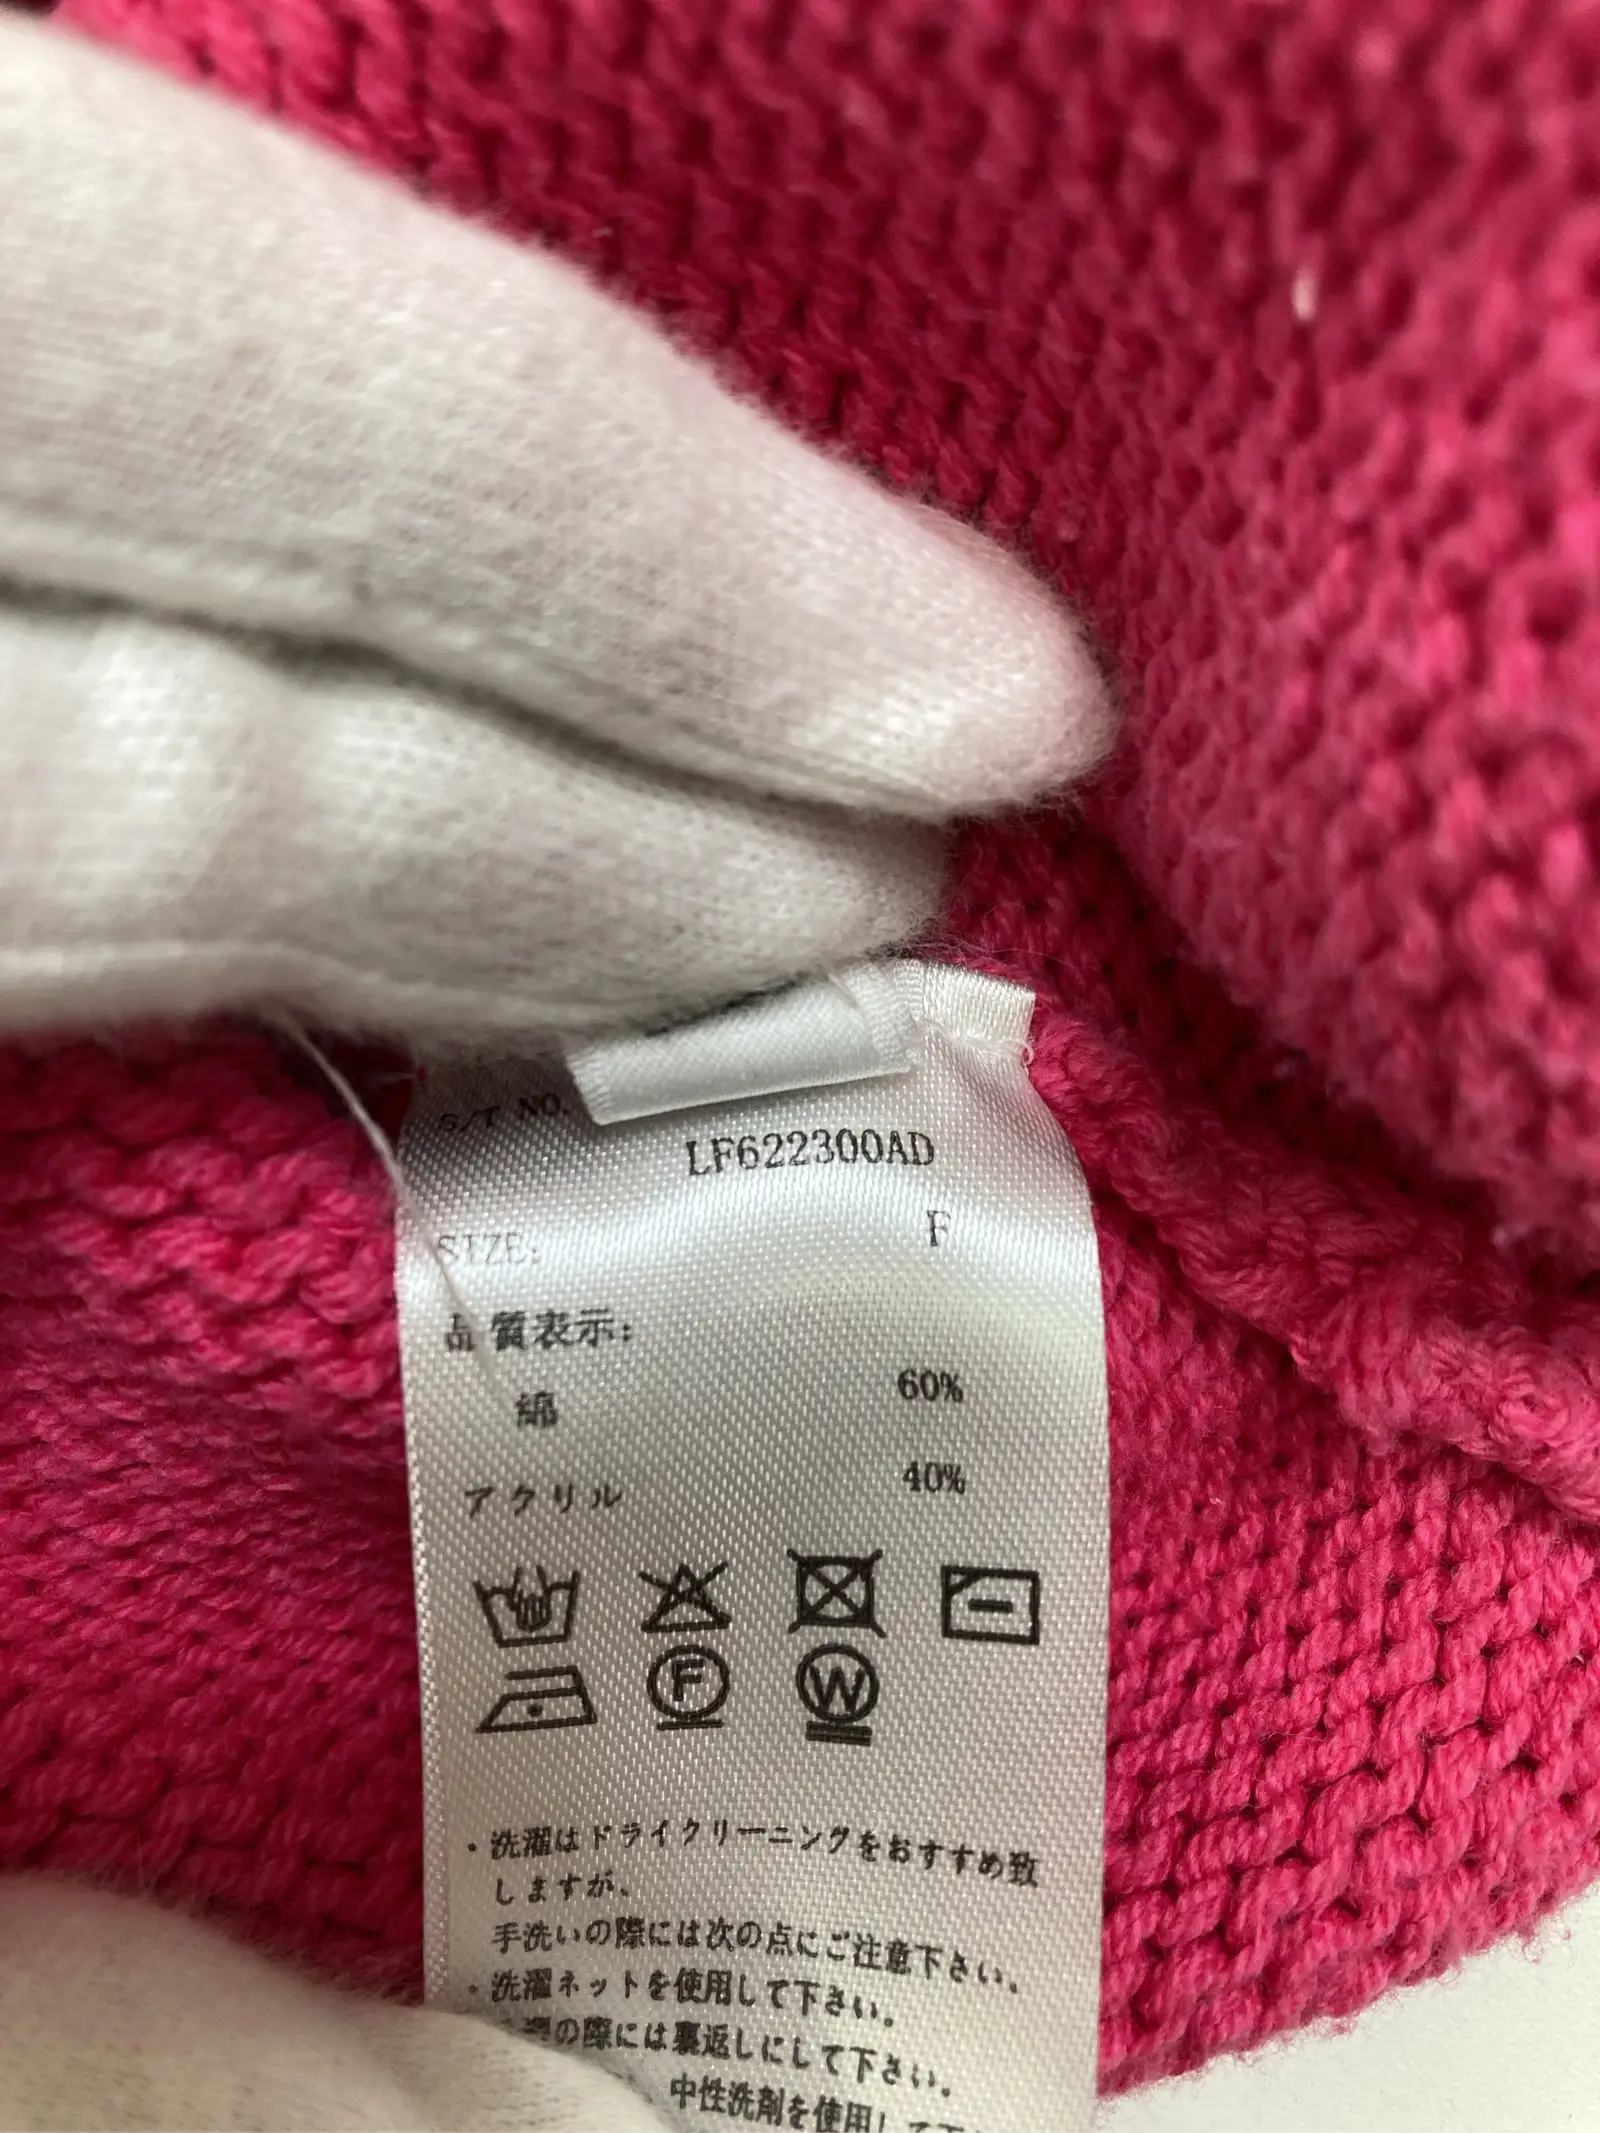 S/T NO.
LF622300AD
SIZE: F
品質表示:
綿 60%
アクリル 40%
F W
・洗濯はドライクリーニングをおすすめ致
しますが、
手洗いの際には次の点にご注意下さい。
・洗濯ネットを使用して下さい。
の際には裏返しにして下さい。
中性洗剤を使用して